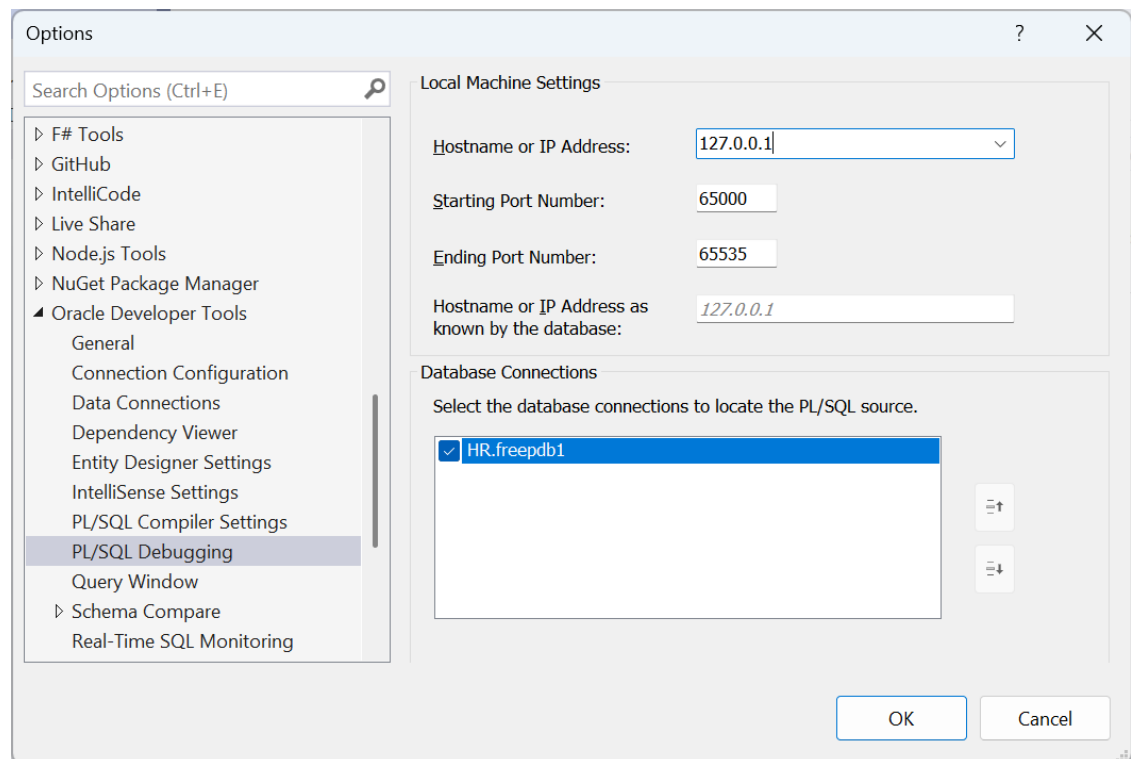 Options
?
Search Options (Ctrl+E)
F# Tools
GitHub
IntelliCode
Live Share
Node.js Tools
NuGet Package Manager
Oracle Developer Tools
General
Connection Configuration
Data Connections
Dependency Viewer
Entity Designer Settings
IntelliSense Settings
PL/SQL Compiler Settings
PL/SQL Debugging
Query Window
Schema Compare
Real-Time SQL Monitoring
Local Machine Settings
Hostname or IP Address:
127.0.0.1
Starting Port Number:
65000
Ending Port Number:
65535
Hostname or IP Address as
known by the database:
127.0.0.1
Database Connections
Select the database connections to locate the PL/SQL source.
HR.freepdb1
OK
Cancel